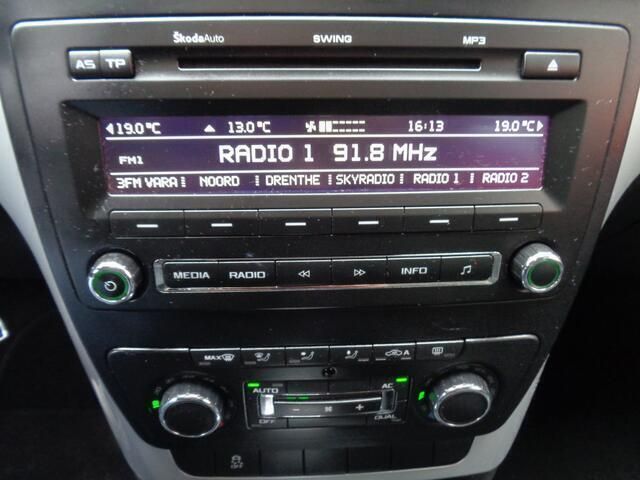 ŠkodaAuto SWING MP3
AS TP
19.0°C 13.0°C 16:13 19.0°C
FM1 RADIO 1 91.8 MHz
3FM VARA NOORD DRENTHE SKYRADIO RADIO 1 RADIO 2
MEDIA RADIO INFO
MAX A
AUTO AC
OFF DUAL
OFF